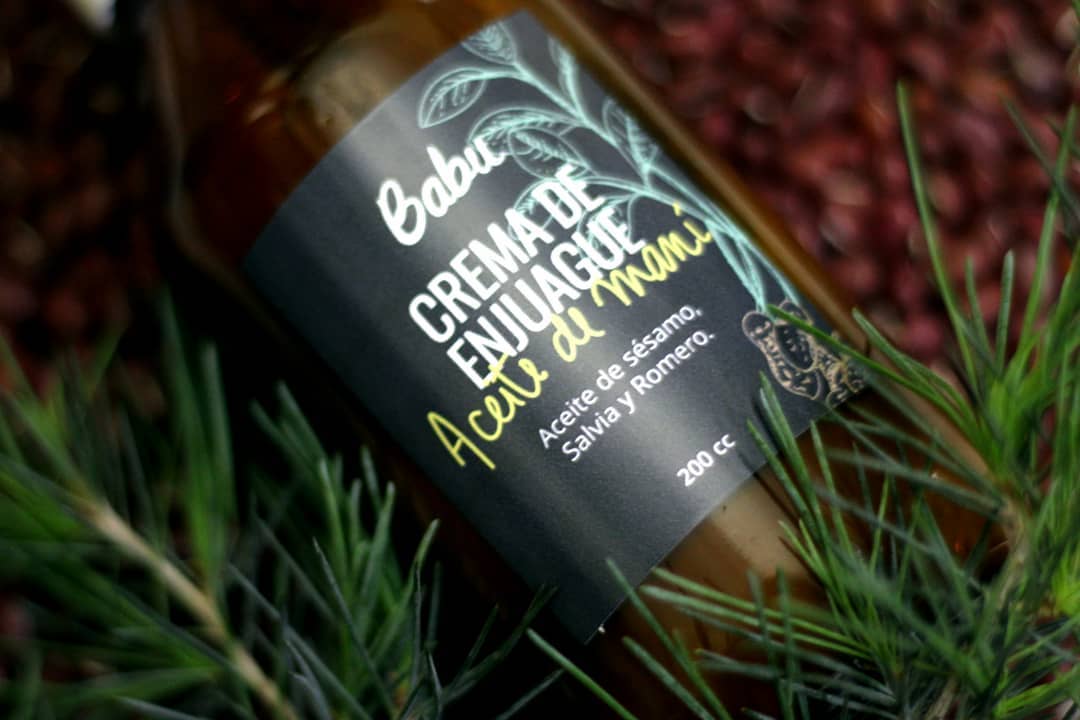 Babu
CREMA DE
ENJUAGUE
Aceite de maní
Aceite de sésamo,
Salvia y Romero.
200 cc